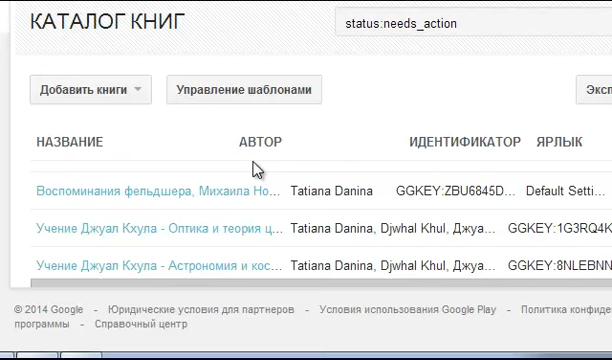 КАТАЛОГ КНИГ
status:needs_action
Добавить книги
Управление шаблонами
Эксп
НАЗВАНИЕ АВТОР ИДЕНТИФИКАТОР ЯРЛЫК
Воспоминания фельдшера, Михаила Но... Tatiana Danina GGKEY:ZBU6845D... Default Setti...
Учение Джуал Кхула - Оптика и теория ц... Tatiana Danina, Djwhal Khul, Джуа... GGKEY:1G3RQ4K
Учение Джуал Кхула - Астрономия и кос... Tatiana Danina, Djwhal Khul, Джуа... GGKEY:8NLEBNN
© 2014 Google - Юридические условия для партнеров - Условия использования Google Play - Политика конфиде
программы - Справочный центр